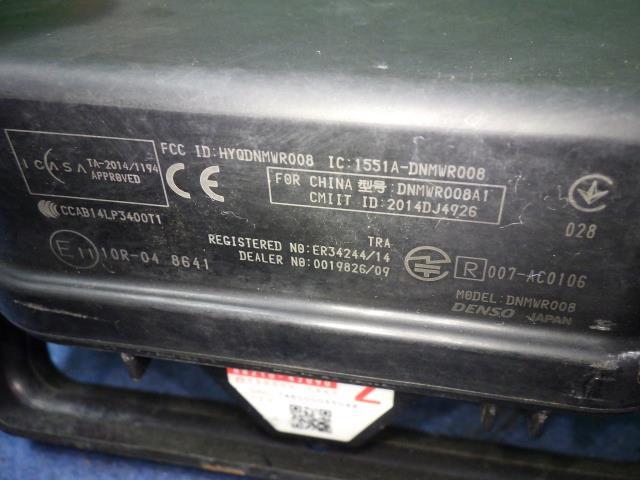 FCC ID:HYQDNMWR008 IC:1551A-DNMWR008
ICASA TA-2014/1194
APPROVED
CE
FOR CHINA 型号: DNMWR008A1
CMIIT ID:2014DJ4926
028
CCAB14LP3400T1
TRA
REGISTERED No:ER34244/14
DEALER No:0019826/09
E11 10R-04 8641
R 007-AC0106
MODEL:DNMWR008
DENSO JAPAN
Z